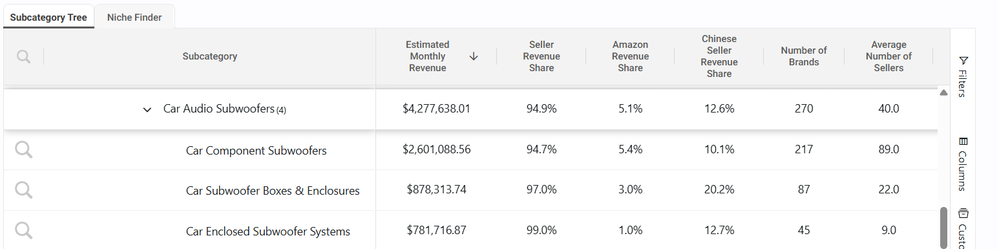 Subcategory Tree Niche Finder
Subcategory
Estimated
Monthly
Revenue
Seller
Revenue
Share
Amazon
Revenue
Share
Chinese
Seller
Revenue
Share
Number of
Brands
Average
Number of
Sellers
Car Audio Subwoofers (4) $4,277,638.01 94.9% 5.1% 12.6% 270 40.0
Car Component Subwoofers $2,601,088.56 94.7% 5.4% 10.1% 217 89.0
Car Subwoofer Boxes & Enclosures $878,313.74 97.0% 3.0% 20.2% 87 22.0
Car Enclosed Subwoofer Systems $781,716.87 99.0% 1.0% 12.7% 45 9.0
Filters
Columns